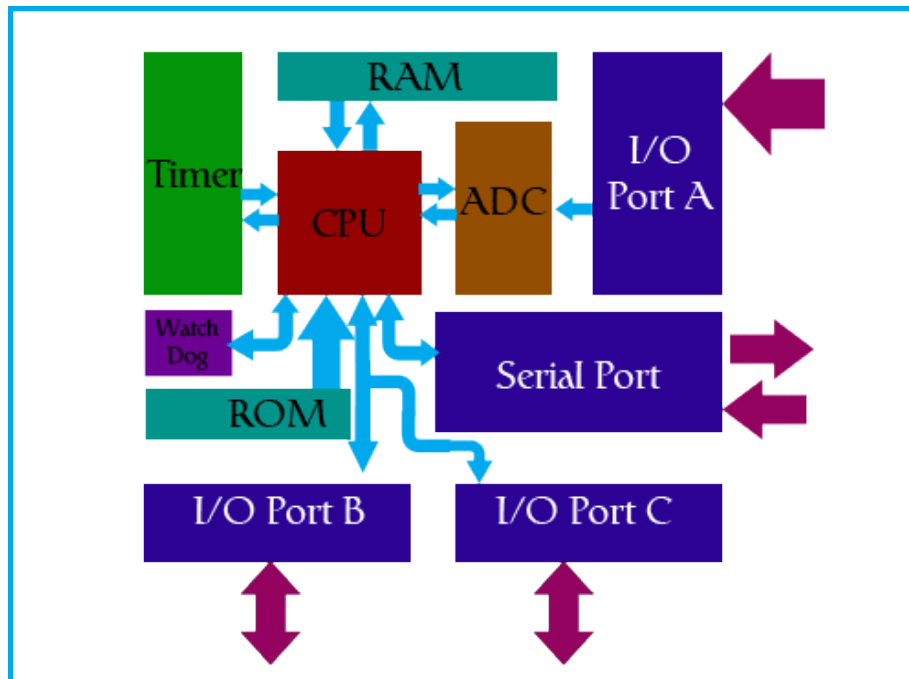 RAM
Timer
CPU
ADC
I/O
Port A
Watch
Dog
Serial Port
ROM
I/O Port B
I/O Port C